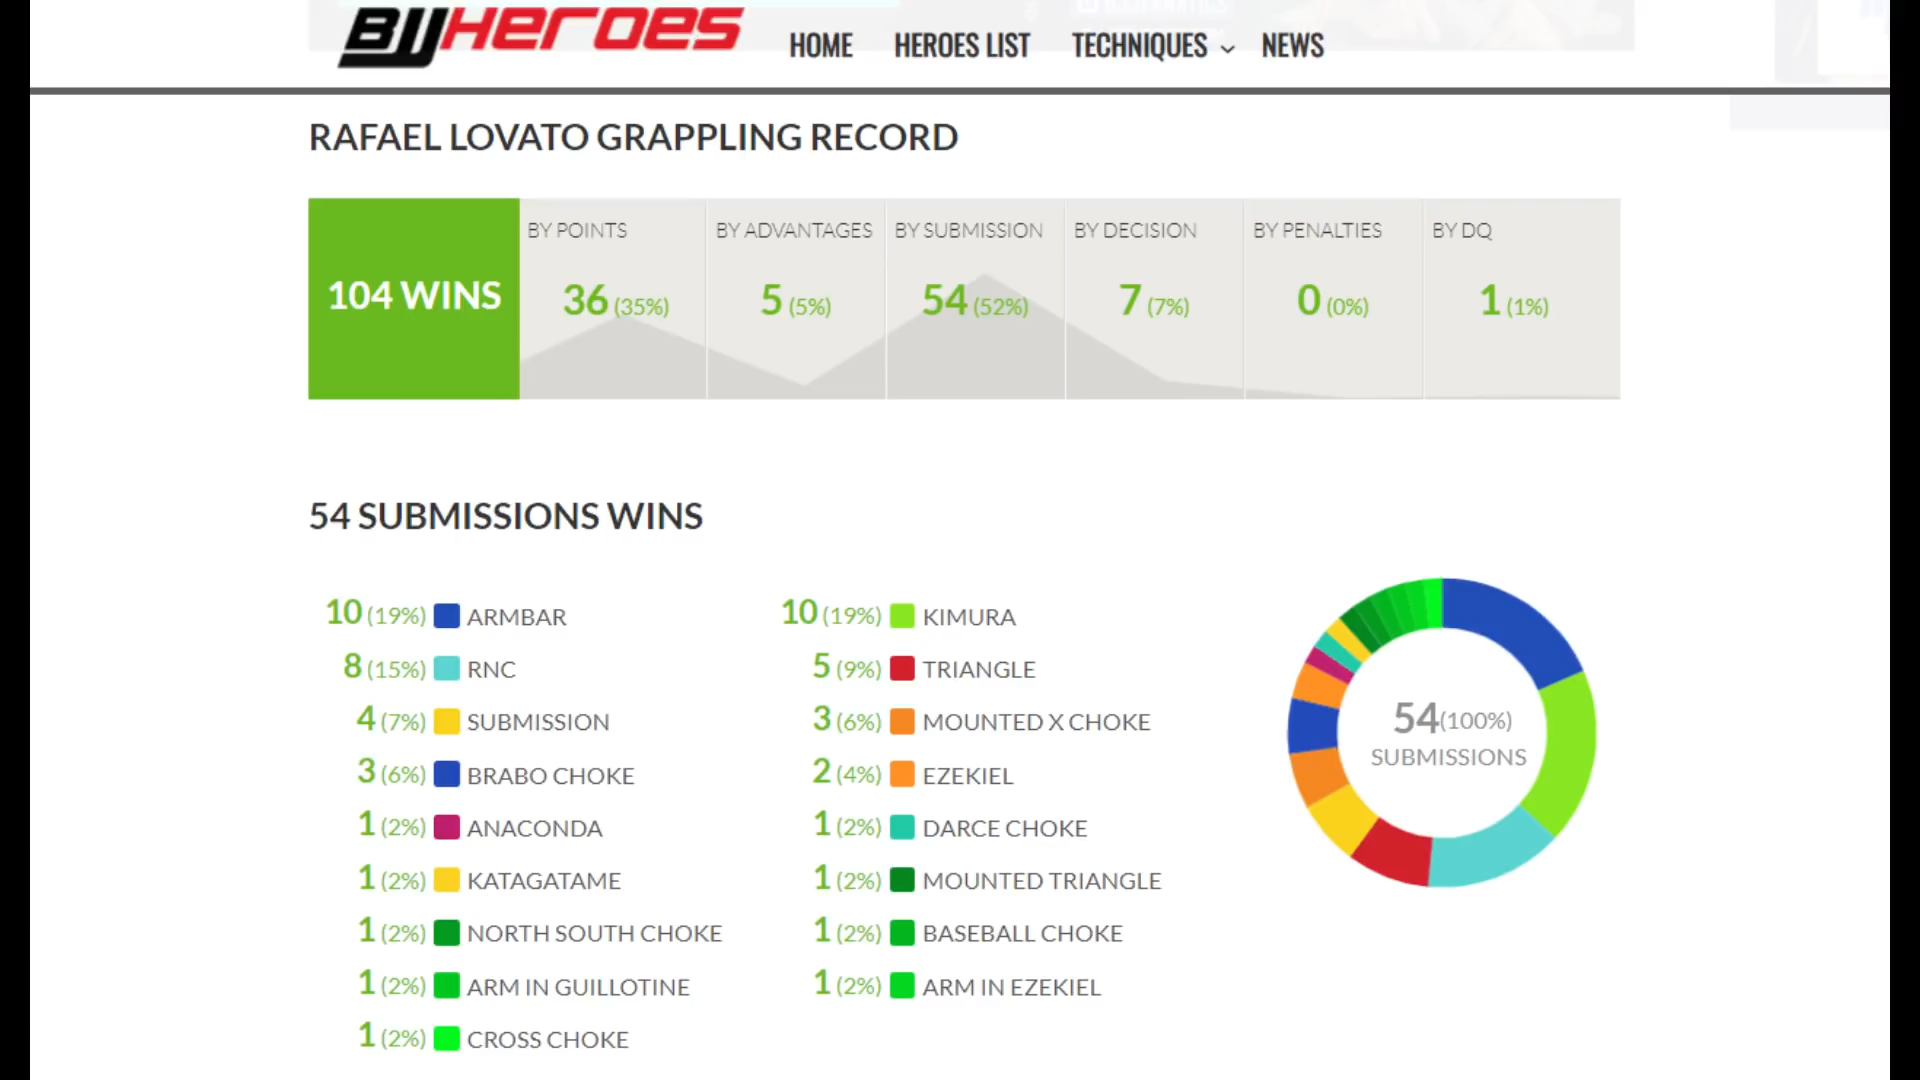 BJJHEROES
HOME HEROES LIST TECHNIQUES NEWS
RAFAEL LOVATO GRAPPLING RECORD
104 WINS
BY POINTS
36 (35%)
BY ADVANTAGES
5 (5%)
BY SUBMISSION
54 (52%)
BY DECISION
7 (7%)
BY PENALTIES
0 (0%)
BY DQ
1 (1%)
54 SUBMISSIONS WINS
10 (19%) ARMBAR
10 (19%) KIMURA
8 (15%) RNC
5 (9%) TRIANGLE
4 (7%) SUBMISSION
3 (6%) MOUNTED X CHOKE
3 (6%) BRABO CHOKE
2 (4%) EZEKIEL
1 (2%) ANACONDA
1 (2%) DARCE CHOKE
1 (2%) KATAGATAME
1 (2%) MOUNTED TRIANGLE
1 (2%) NORTH SOUTH CHOKE
1 (2%) BASEBALL CHOKE
1 (2%) ARM IN GUILLOTINE
1 (2%) ARM IN EZEKIEL
1 (2%) CROSS CHOKE
54(100%)
SUBMISSIONS